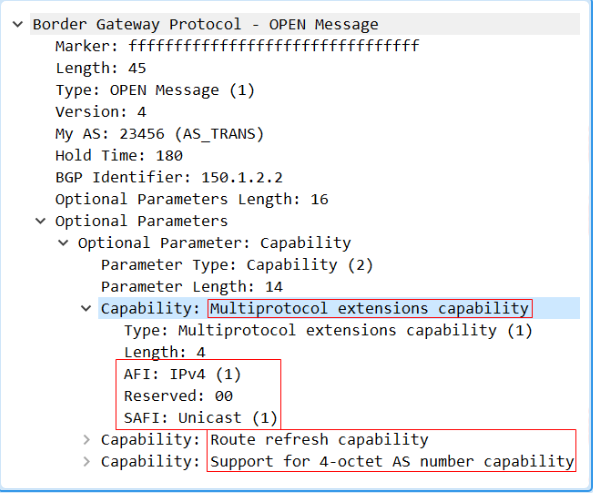 Border Gateway Protocol - OPEN Message
Marker: ffffffffffffffffffffffffffffffff
Length: 45
Type: OPEN Message (1)
Version: 4
My AS: 23456 (AS_TRANS)
Hold Time: 180
BGP Identifier: 150.1.2.2
Optional Parameters Length: 16
Optional Parameters
Optional Parameter: Capability
Parameter Type: Capability (2)
Parameter Length: 14
Capability: Multiprotocol extensions capability
Type: Multiprotocol extensions capability (1)
Length: 4
AFI: IPv4 (1)
Reserved: 00
SAFI: Unicast (1)
Capability: Route refresh capability
Capability: Support for 4-octet AS number capability